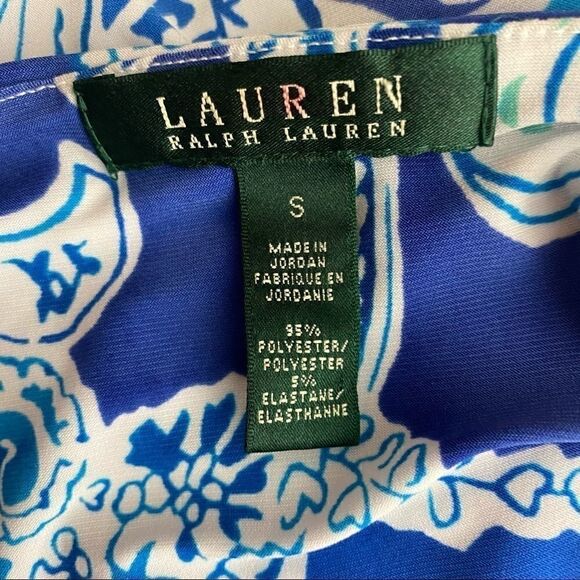 LAUREN
RALPH LAUREN
S
MADE IN
JORDAN
FABRIQUE EN
JORDANIE
95%
POLYESTER/
POLYESTER
5%
ELASTANE/
ELASTHANNE